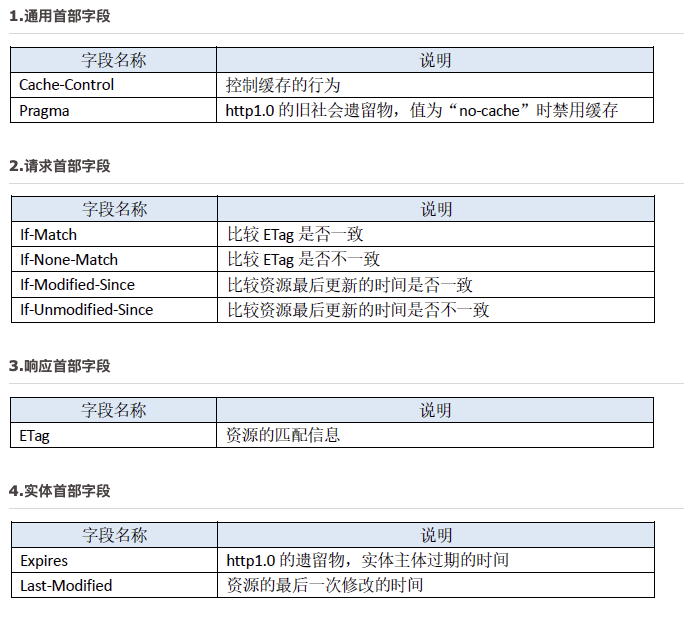 1.通用首部字段
字段名称 说明
Cache-Control 控制缓存的行为
Pragma http1.0 的旧社会遗留物，值为“no-cache”时禁用缓存
2.请求首部字段
字段名称 说明
If-Match 比较 ETag 是否一致
If-None-Match 比较 ETag 是否不一致
If-Modified-Since 比较资源最后更新的时间是否一致
If-Unmodified-Since 比较资源最后更新的时间是否不一致
3.响应首部字段
字段名称 说明
ETag 资源的匹配信息
4.实体首部字段
字段名称 说明
Expires http1.0 的遗留物，实体主体过期的时间
Last-Modified 资源的最后一次修改的时间